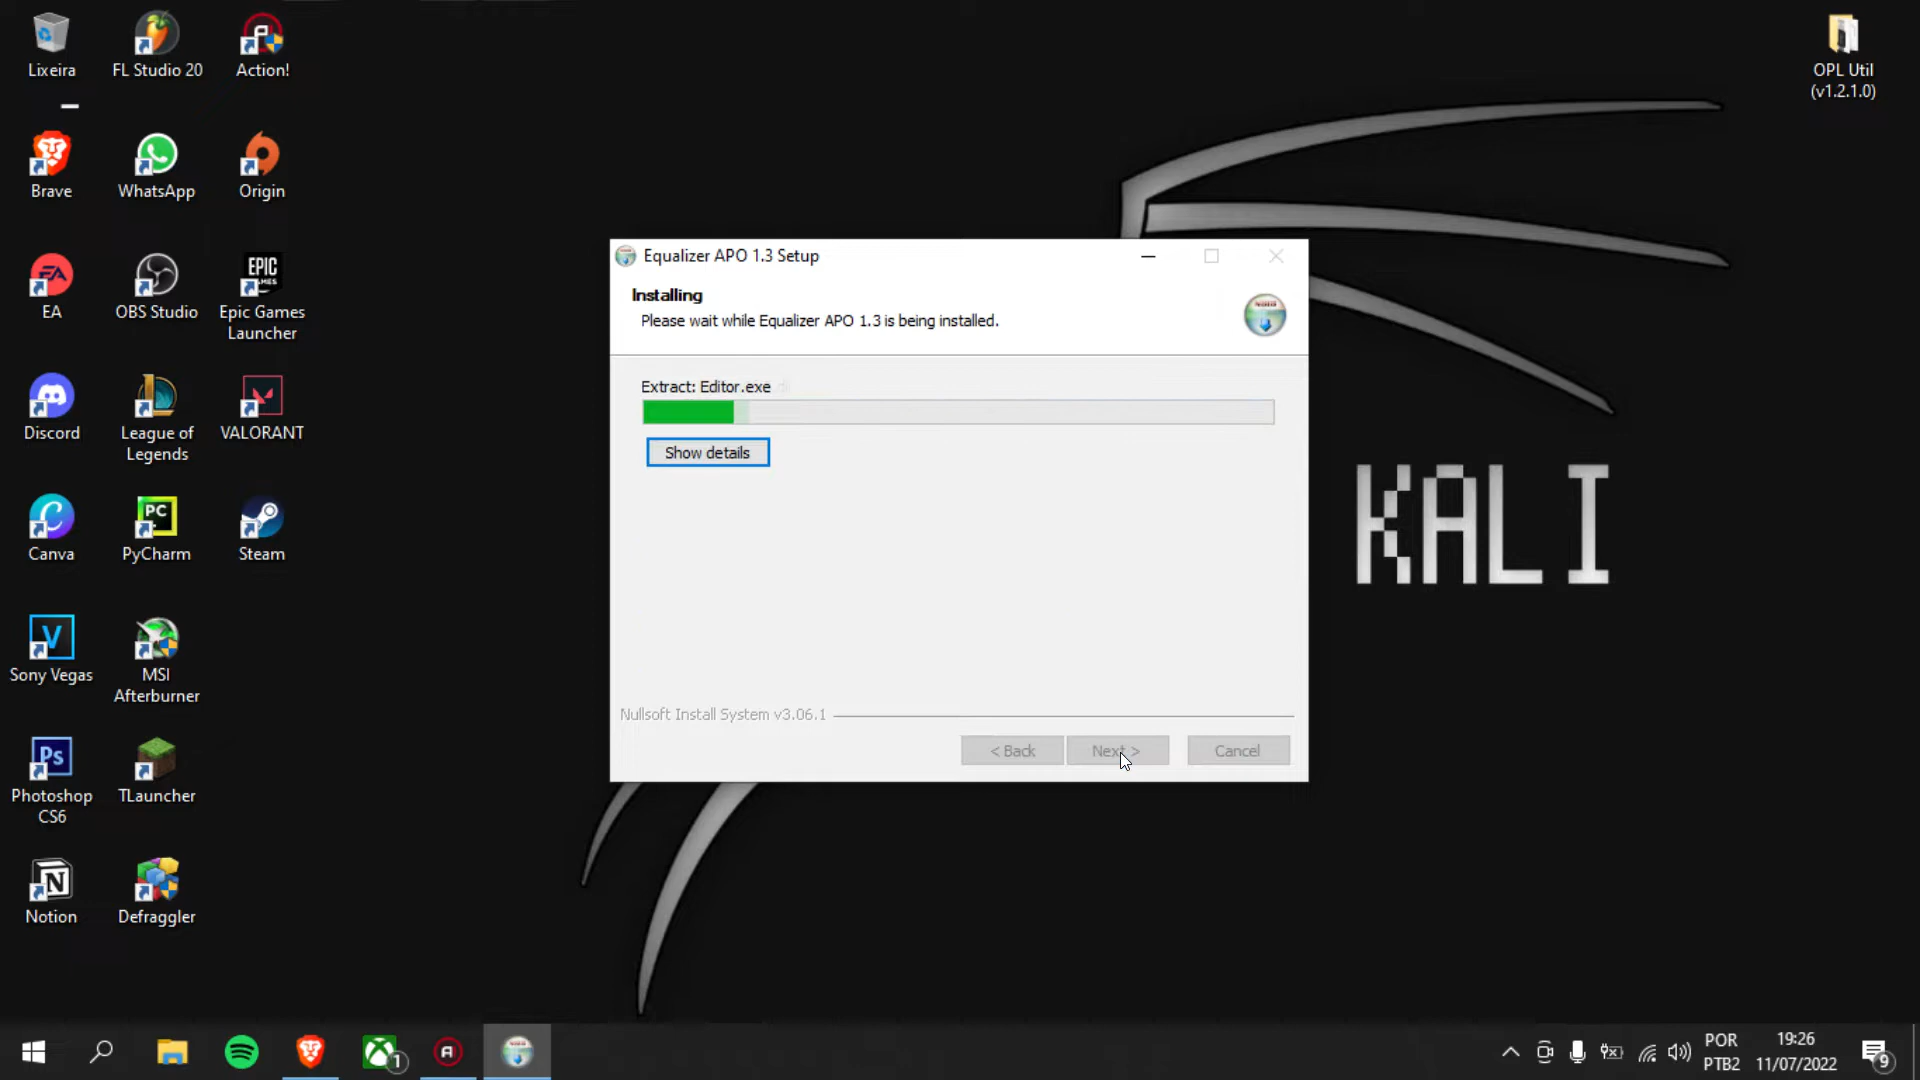 Lixeira
FL Studio 20
Action!
OPL Util
(v1.2.1.0)
Brave
WhatsApp
Origin
EA
OBS Studio
Epic Games
Launcher
Discord
League of
Legends
VALORANT
Canva
PyCharm
Steam
Sony Vegas
MSI
Afterburner
Photoshop
CS6
TLauncher
Notion
Defraggler
EPIC
GAMES
PC
V
Ps
N
Equalizer APO 1.3 Setup
Installing
Please wait while Equalizer APO 1.3 is being installed.
Extract: Editor.exe
Show details
Nullsoft Install System v3.06.1
< Back
Next >
Cancel
KALI
1
POR
PTB2
19:26
11/07/2022
9